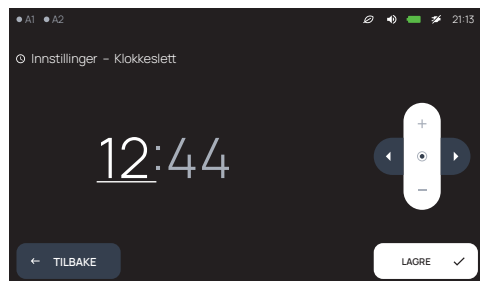 A1 A2 21:13
Innstillinger – Klokkeslett
12:44
+
–
← TILBAKE
LAGRE ✓